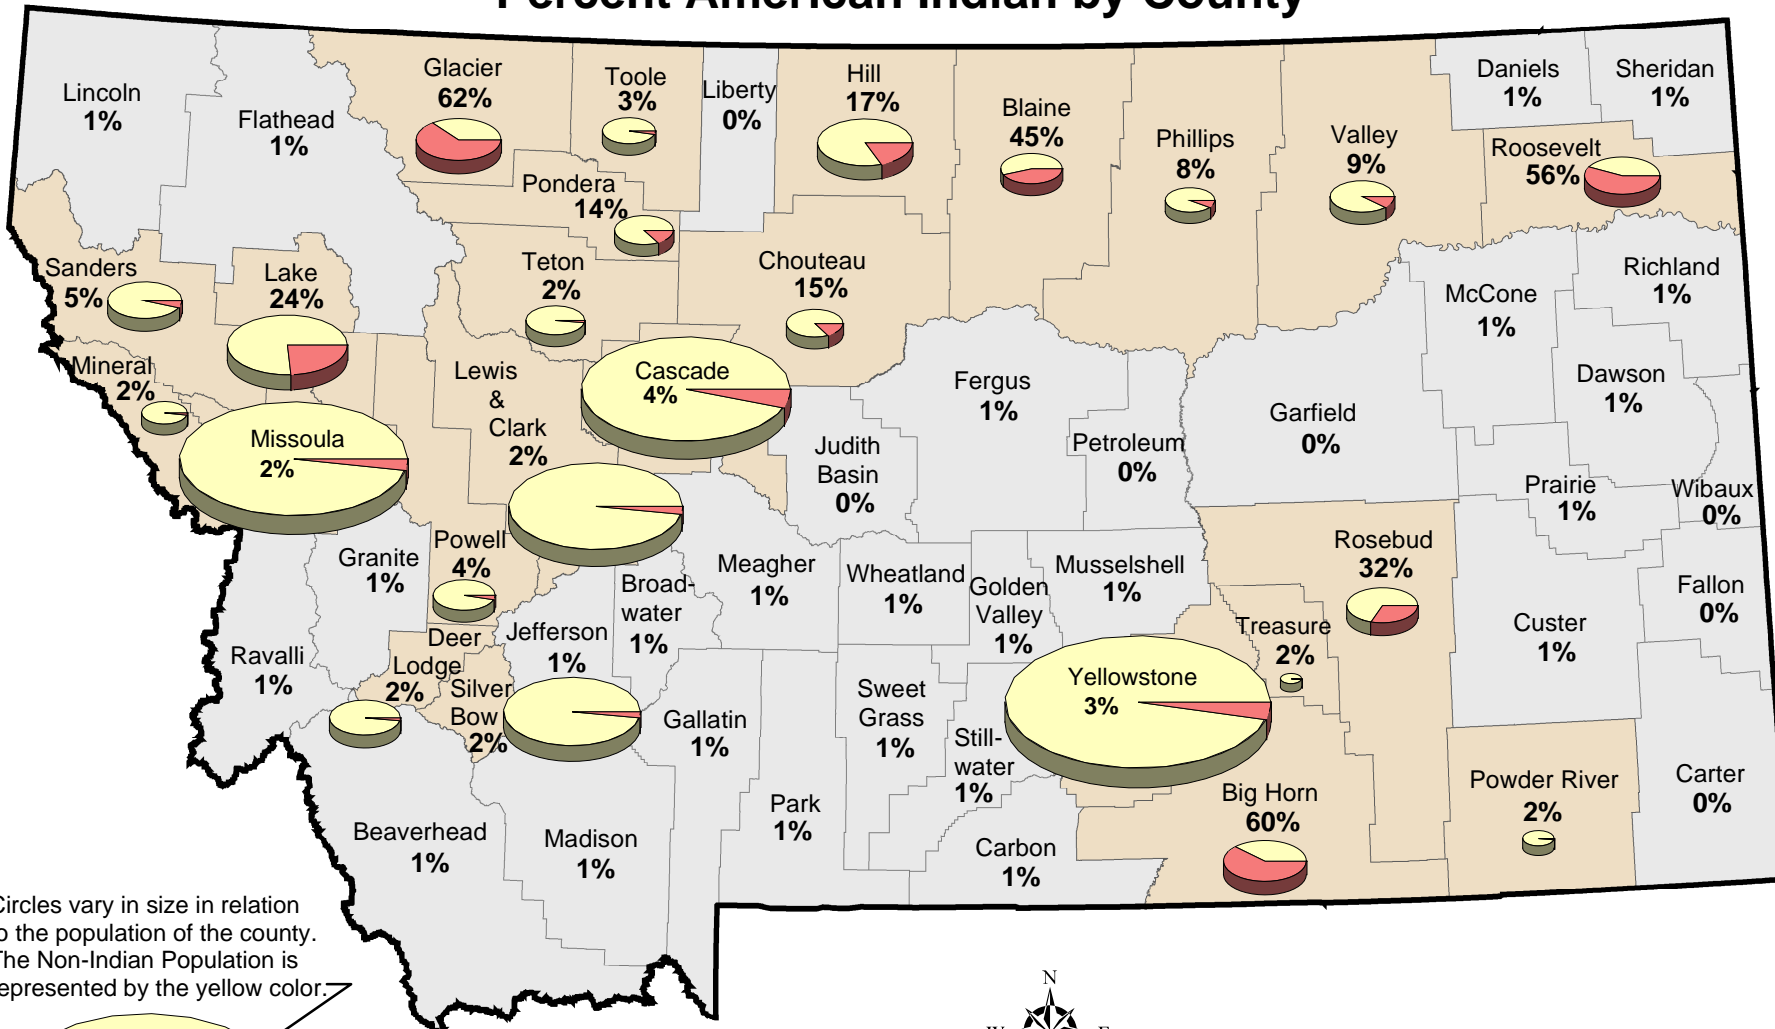 Percent American Indian by County
Lincoln
1%
Flathead
1%
Glacier
62%
Toole
3%
Liberty
0%
Hill
17%
Blaine
45%
Phillips
8%
Valley
9%
Daniels
1%
Sheridan
1%
Roosevelt
56%
Pondera
14%
Sanders
5%
Lake
24%
Teton
2%
Chouteau
15%
McCone
1%
Richland
1%
Mineral
2%
Missoula
2%
Lewis
&
Clark
2%
Cascade
4%
Judith
Basin
0%
Fergus
1%
Petroleum
0%
Garfield
0%
Dawson
1%
Prairie
1%
Wibaux
0%
Granite
1%
Powell
4%
Meagher
1%
Broad-
water
1%
Wheatland
1%
Golden
Valley
1%
Musselshell
1%
Rosebud
32%
Treasure
2%
Custer
1%
Fallon
0%
Ravalli
1%
Deer
Lodge
2%
Jefferson
1%
Silver
Bow
2%
Gallatin
1%
Sweet
Grass
1%
Still-
water
1%
Yellowstone
3%
Big Horn
60%
Powder River
2%
Carter
0%
Beaverhead
1%
Madison
1%
Park
1%
Carbon
1%
Circles vary in size in relation
to the population of the county.
The Non-Indian Population is
represented by the yellow color.
N
W
E